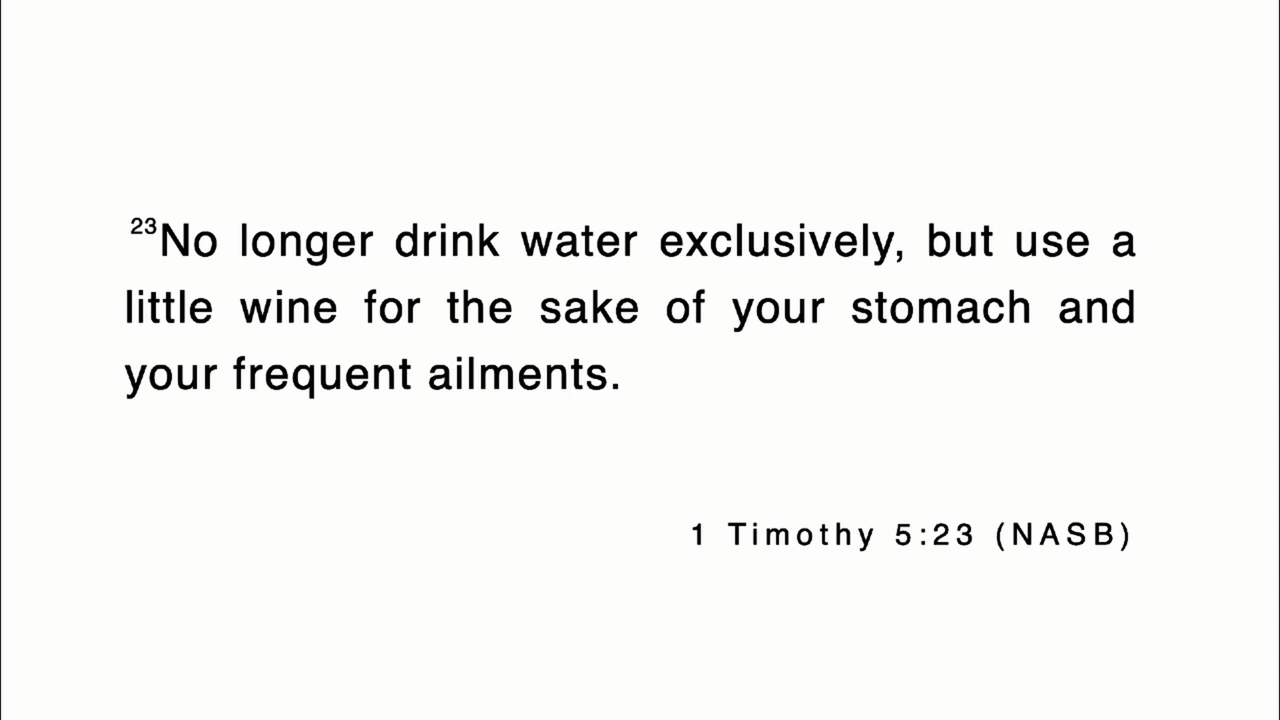 23No longer drink water exclusively, but use a
little wine for the sake of your stomach and
your frequent ailments.
1 Timothy 5:23 (NASB)